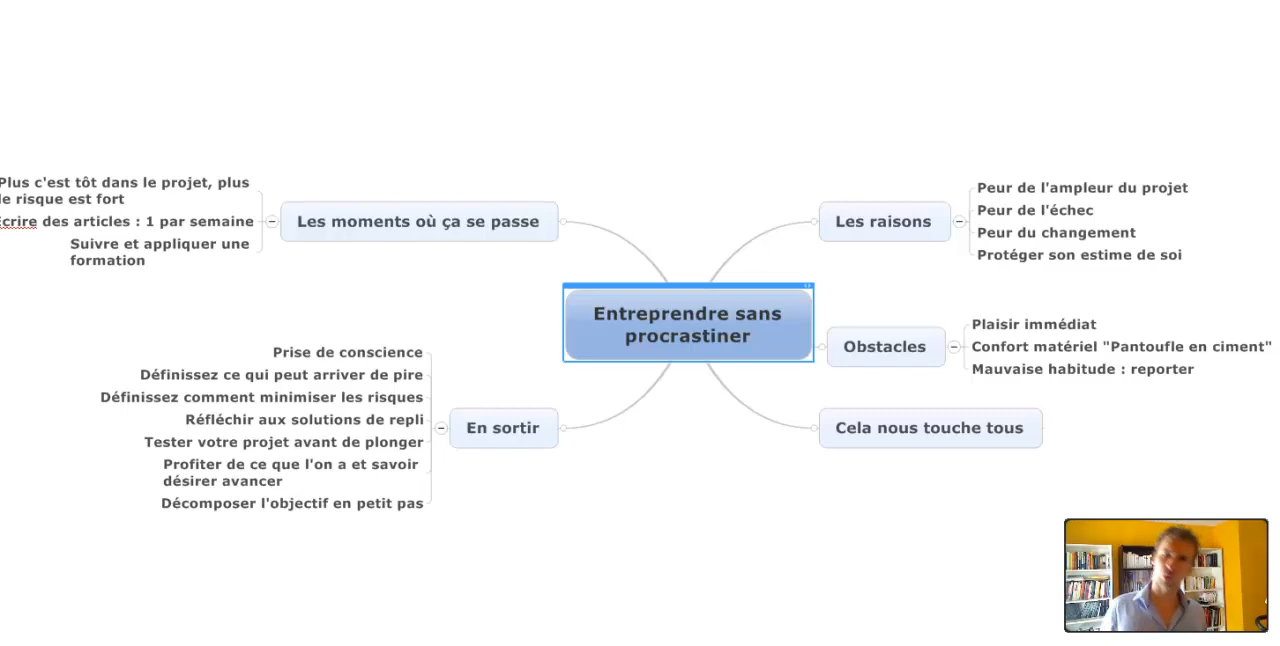 Entreprendre sans
procrastiner
Les raisons
Peur de l'ampleur du projet
Peur de l'échec
Peur du changement
Protéger son estime de soi
Obstacles
Plaisir immédiat
Confort matériel "Pantoufle en ciment"
Mauvaise habitude : reporter
Cela nous touche tous
En sortir
Prise de conscience
Définissez ce qui peut arriver de pire
Définissez comment minimiser les risques
Réfléchir aux solutions de repli
Tester votre projet avant de plonger
Profiter de ce que l'on a et savoir
désirer avancer
Décomposer l'objectif en petit pas
Les moments où ça se passe
Plus c'est tôt dans le projet, plus
le risque est fort
Ecrire des articles : 1 par semaine
Suivre et appliquer une
formation